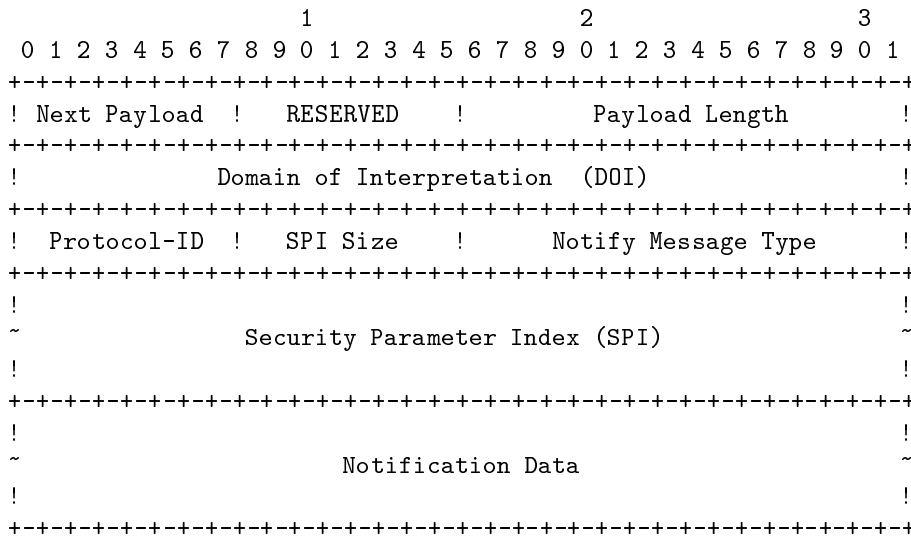 1                   2                   3
 0 1 2 3 4 5 6 7 8 9 0 1 2 3 4 5 6 7 8 9 0 1 2 3 4 5 6 7 8 9 0 1
+-+-+-+-+-+-+-+-+-+-+-+-+-+-+-+-+-+-+-+-+-+-+-+-+-+-+-+-+-+-+-+-+
! Next Payload  !   RESERVED    !         Payload Length        !
+-+-+-+-+-+-+-+-+-+-+-+-+-+-+-+-+-+-+-+-+-+-+-+-+-+-+-+-+-+-+-+-+
!              Domain of Interpretation  (DOI)                  !
+-+-+-+-+-+-+-+-+-+-+-+-+-+-+-+-+-+-+-+-+-+-+-+-+-+-+-+-+-+-+-+-+
!  Protocol-ID  !   SPI Size    !      Notify Message Type      !
+-+-+-+-+-+-+-+-+-+-+-+-+-+-+-+-+-+-+-+-+-+-+-+-+-+-+-+-+-+-+-+-+
!                                                               !
~                Security Parameter Index (SPI)                 ~
!                                                               !
+-+-+-+-+-+-+-+-+-+-+-+-+-+-+-+-+-+-+-+-+-+-+-+-+-+-+-+-+-+-+-+-+
!                                                               !
~                       Notification Data                       ~
!                                                               !
+-+-+-+-+-+-+-+-+-+-+-+-+-+-+-+-+-+-+-+-+-+-+-+-+-+-+-+-+-+-+-+-+